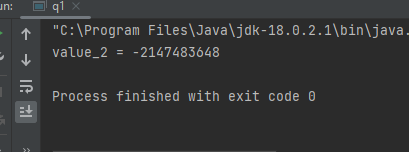 un: q1
"C:\Program Files\Java\jdk-18.0.2.1\bin\java.
value_2 = -2147483648
Process finished with exit code 0